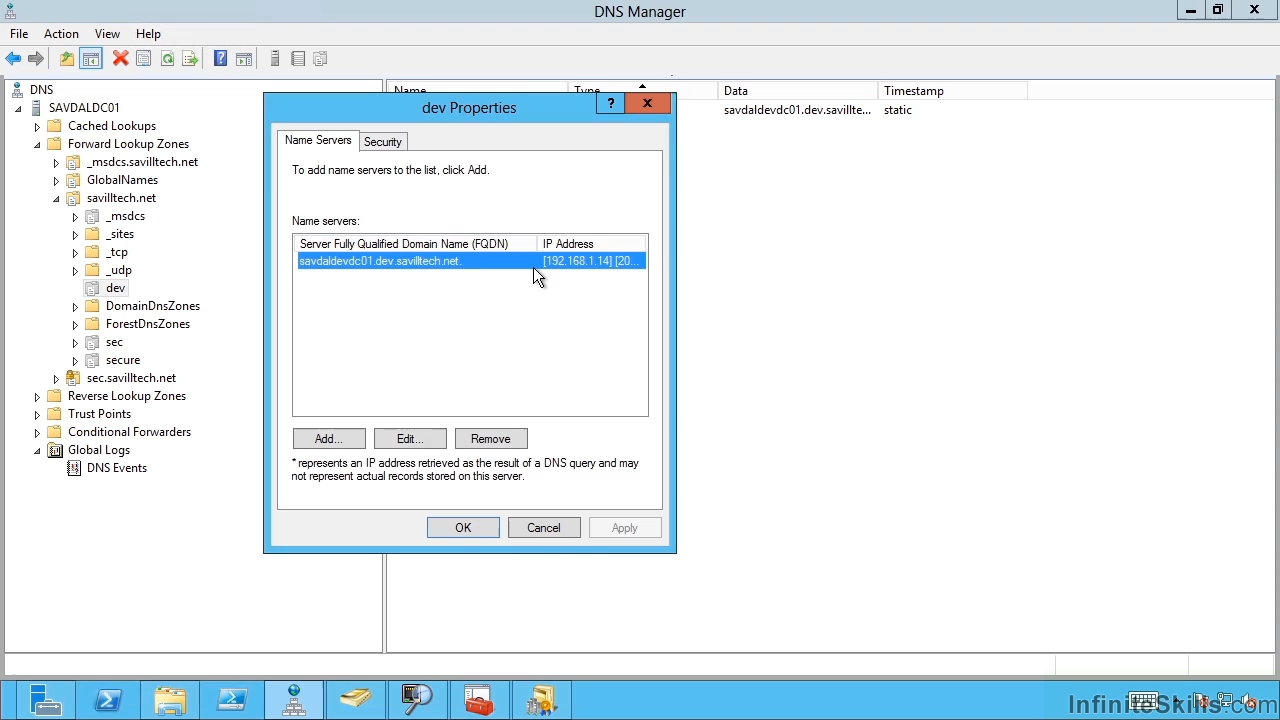 DNS Manager
File Action View Help
DNS
SAVDALDC01
Cached Lookups
Forward Lookup Zones
_msdcs.savilltech.net
GlobalNames
savilltech.net
_msdcs
_sites
_tcp
_udp
dev
DomainDnsZones
ForestDnsZones
sec
secure
sec.savilltech.net
Reverse Lookup Zones
Trust Points
Conditional Forwarders
Global Logs
DNS Events
Name Type Data Timestamp
savdaldevdc01.dev.savillte... static
dev Properties
Name Servers Security
To add name servers to the list, click Add.
Name servers:
Server Fully Qualified Domain Name (FQDN) IP Address
savdaldevdc01.dev.savilltech.net. [192.168.1.14] [20...
Add... Edit... Remove
* represents an IP address retrieved as the result of a DNS query and may
not represent actual records stored on this server.
OK Cancel Apply
InfiniteSkills.com